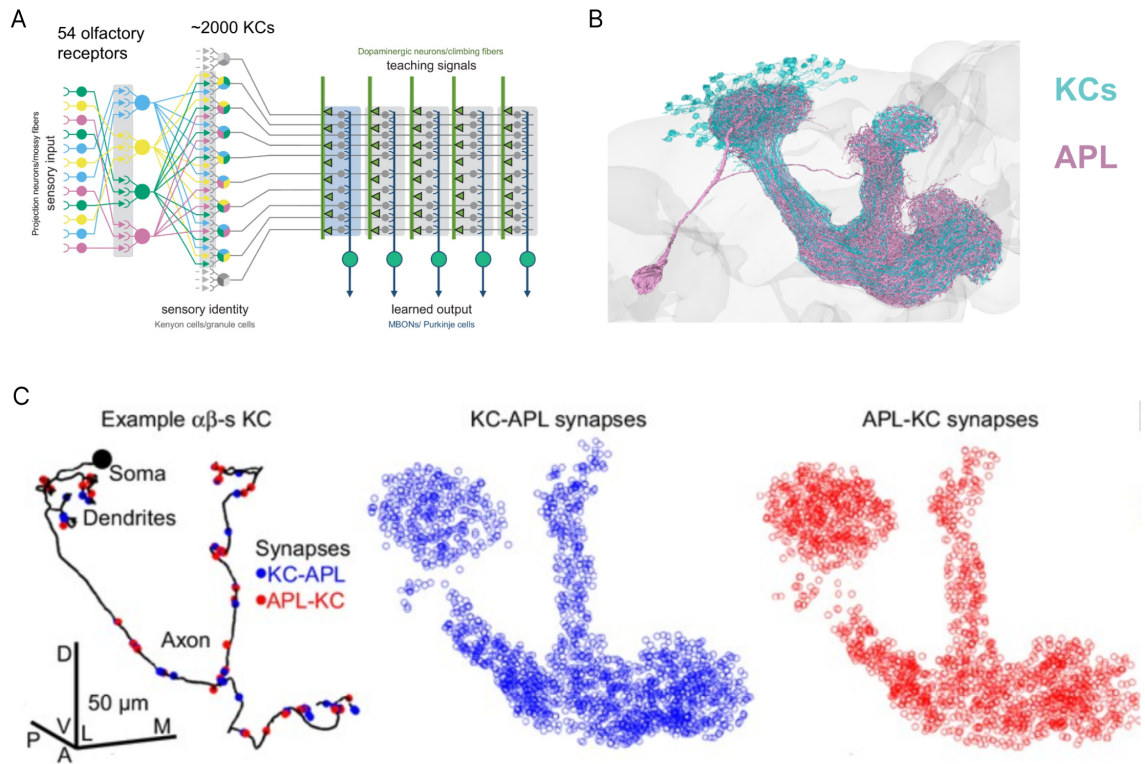 A
54 olfactory
receptors
~2000 KCs
Dopaminergic neurons/climbing fibers
teaching signals
Projection neurons/mossy fibers
sensory input
sensory identity
Kenyon cells/granule cells
learned output
MBONs/ Purkinje cells
B
KCs
APL
C
Example αβ-s KC
Soma
Dendrites
Synapses
KC-APL
APL-KC
Axon
D
50 μm
P
V
L
M
A
KC-APL synapses
APL-KC synapses